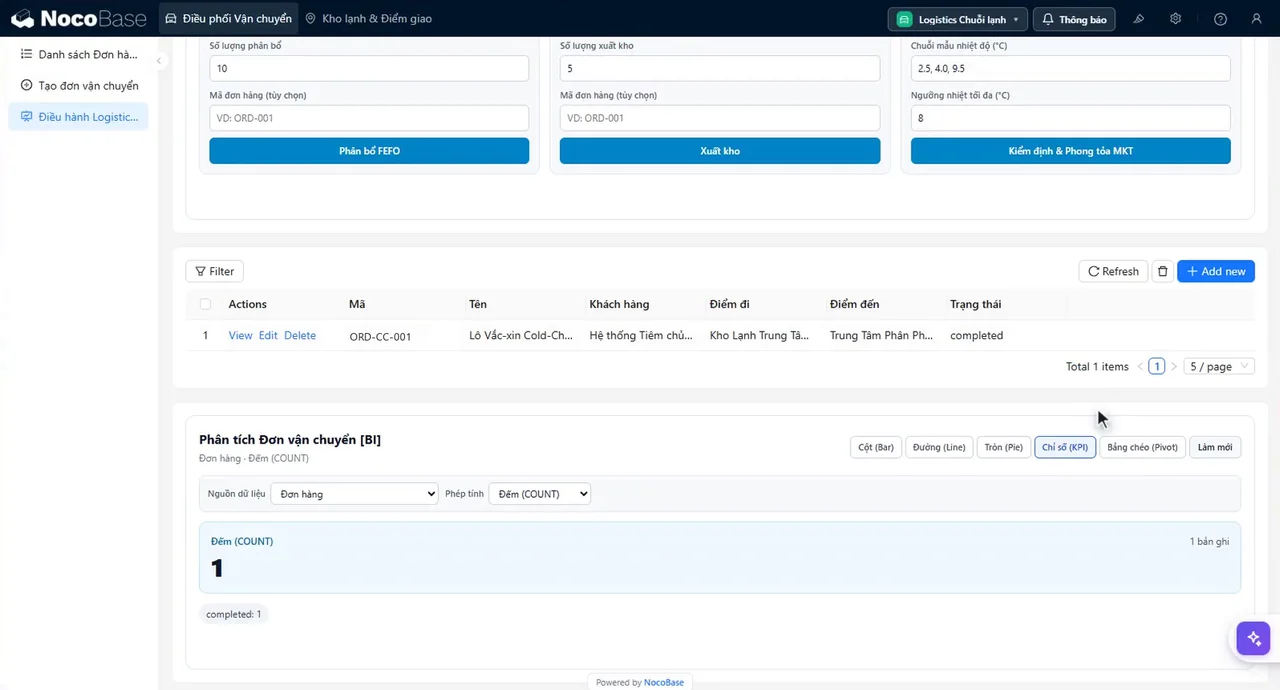 NocoBase
Điều phối Vận chuyển
Kho lạnh & Điểm giao
Logistics Chuỗi lạnh
Thông báo
Danh sách Đơn hà...
Tạo đơn vận chuyển
Điều hành Logistic...
Số lượng phân bổ
10
Mã đơn hàng (tùy chọn)
VD: ORD-001
Phân bổ FEFO
Số lượng xuất kho
5
Mã đơn hàng (tùy chọn)
VD: ORD-001
Xuất kho
Chuỗi mẫu nhiệt độ (°C)
2.5, 4.0, 9.5
Ngưỡng nhiệt tối đa (°C)
8
Kiểm định & Phong tỏa MKT
Filter
Refresh
Add new
Actions Mã Tên Khách hàng Điểm đi Điểm đến Trạng thái
1 View Edit Delete ORD-CC-001 Lô Vắc-xin Cold-Ch... Hệ thống Tiêm chủ... Kho Lạnh Trung Tâ... Trung Tâm Phân Ph... completed
Total 1 items 1 5 / page
Phân tích Đơn vận chuyển [BI]
Đơn hàng · Đếm (COUNT)
Cột (Bar) Đường (Line) Tròn (Pie) Chỉ số (KPI) Bảng chéo (Pivot) Làm mới
Nguồn dữ liệu Đơn hàng Phép tính Đếm (COUNT)
Đếm (COUNT)
1 bản ghi
1
completed: 1
Powered by NocoBase